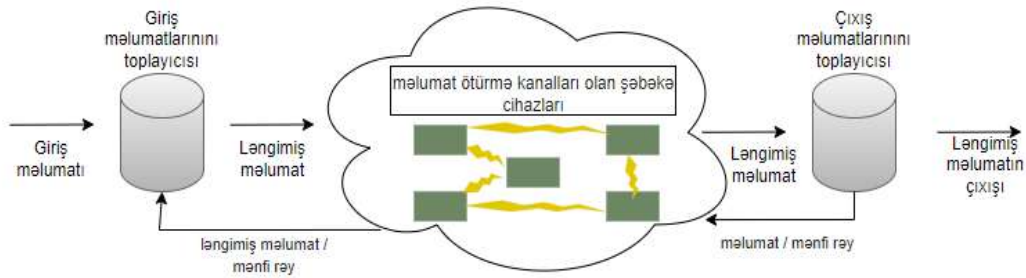 Giriş
məlumatlarınını
toplayıcısı
Giriş
məlumatı
Ləngimiş
məlumat
ləngimiş məlumat /
mənfi rəy
məlumat ötürmə kanalları olan şəbəkə
cihazları
Ləngimiş
məlumat
Çıxış
məlumatlarınını
toplayıcısı
məlumat / mənfi rəy
Ləngimiş
məlumatın
çıxışı